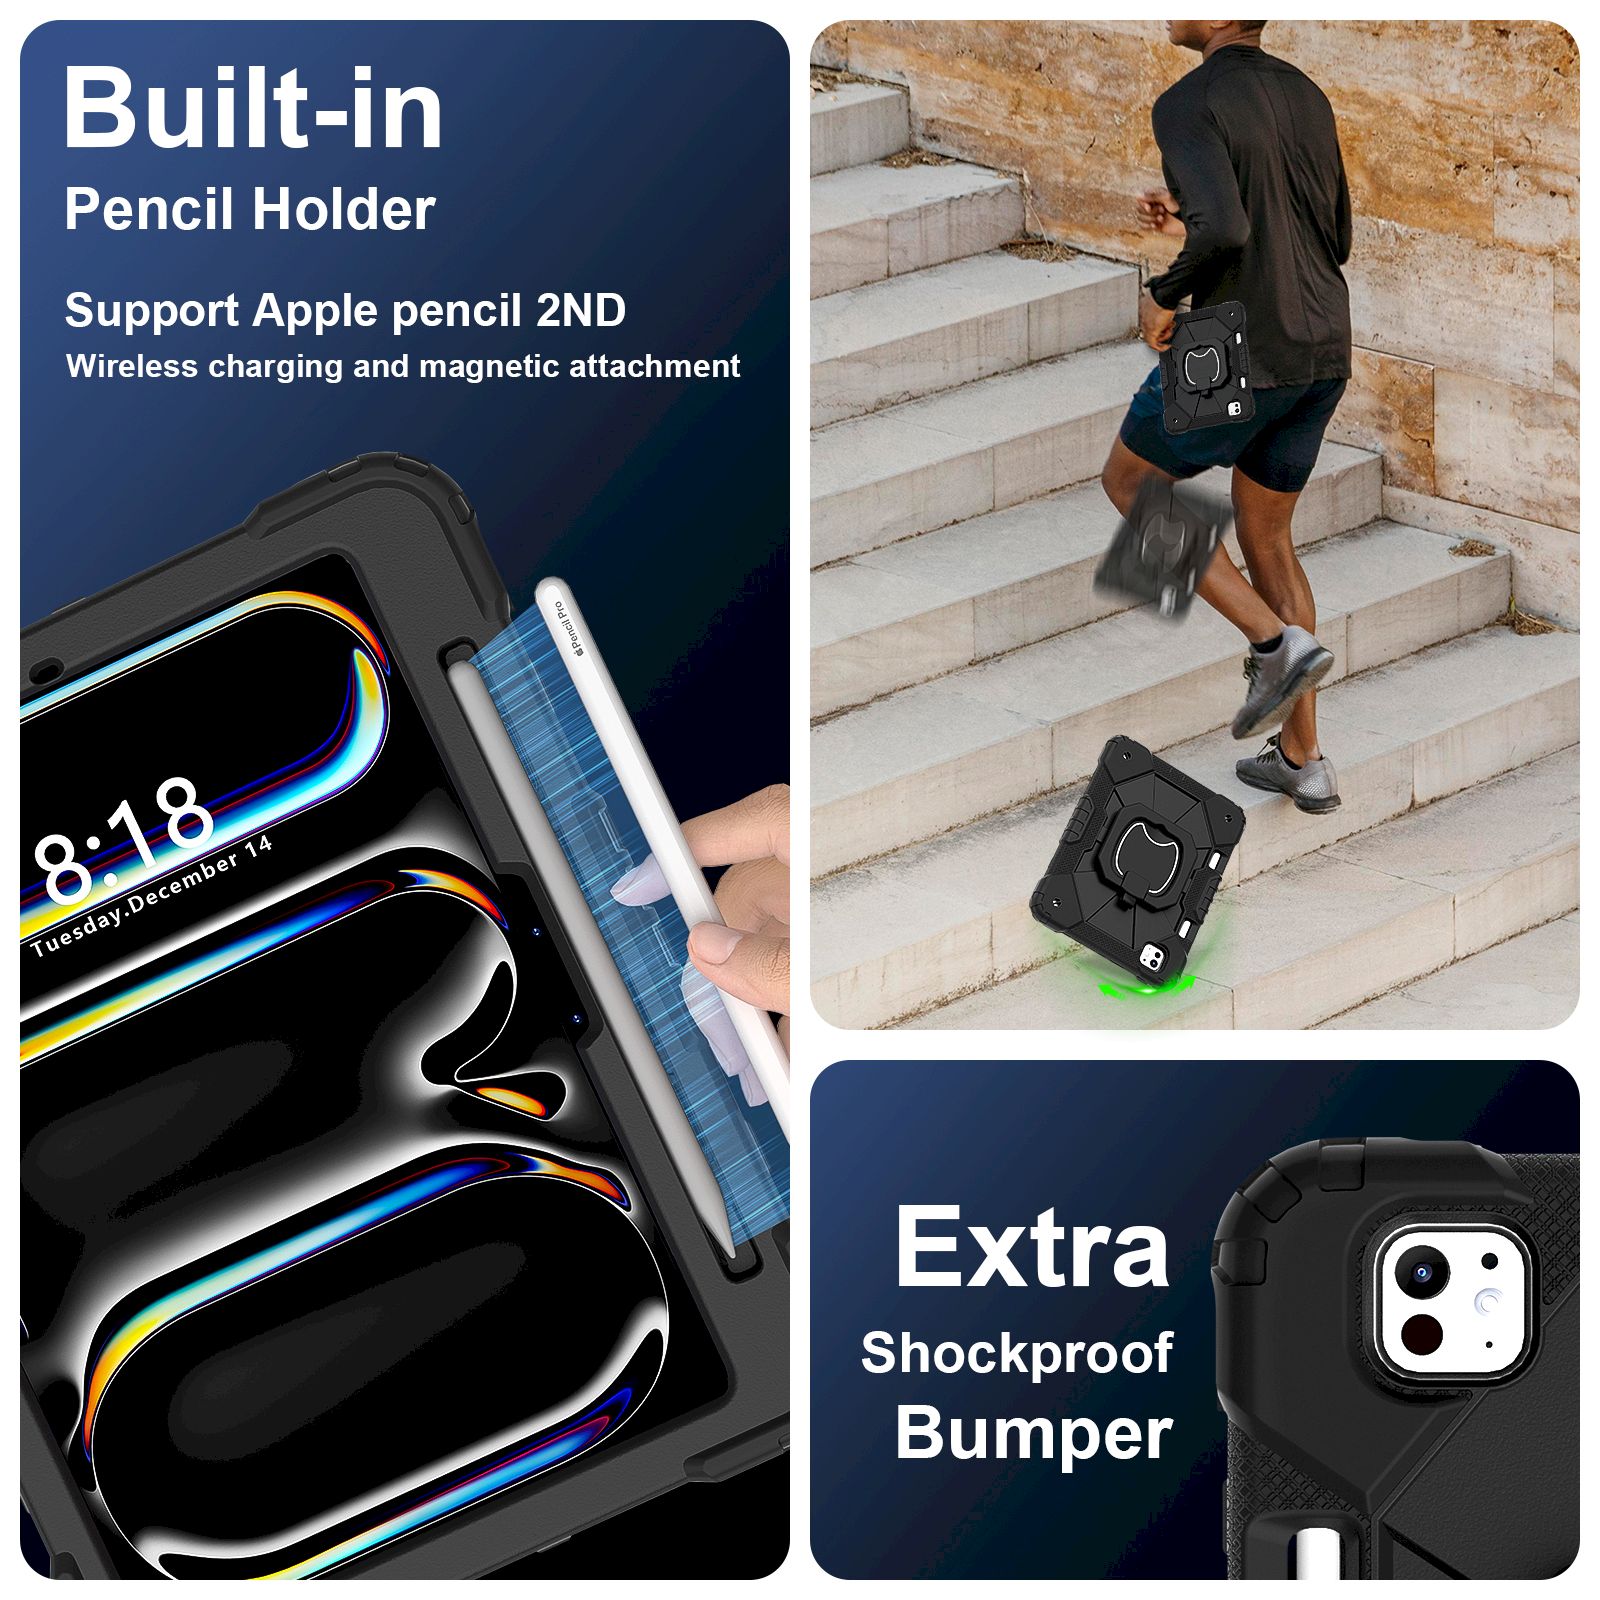 Built-in
Pencil Holder
Support Apple pencil 2ND
Wireless charging and magnetic attachment
Pencil Pro
8:18
Tuesday.December 14
Extra
Shockproof
Bumper